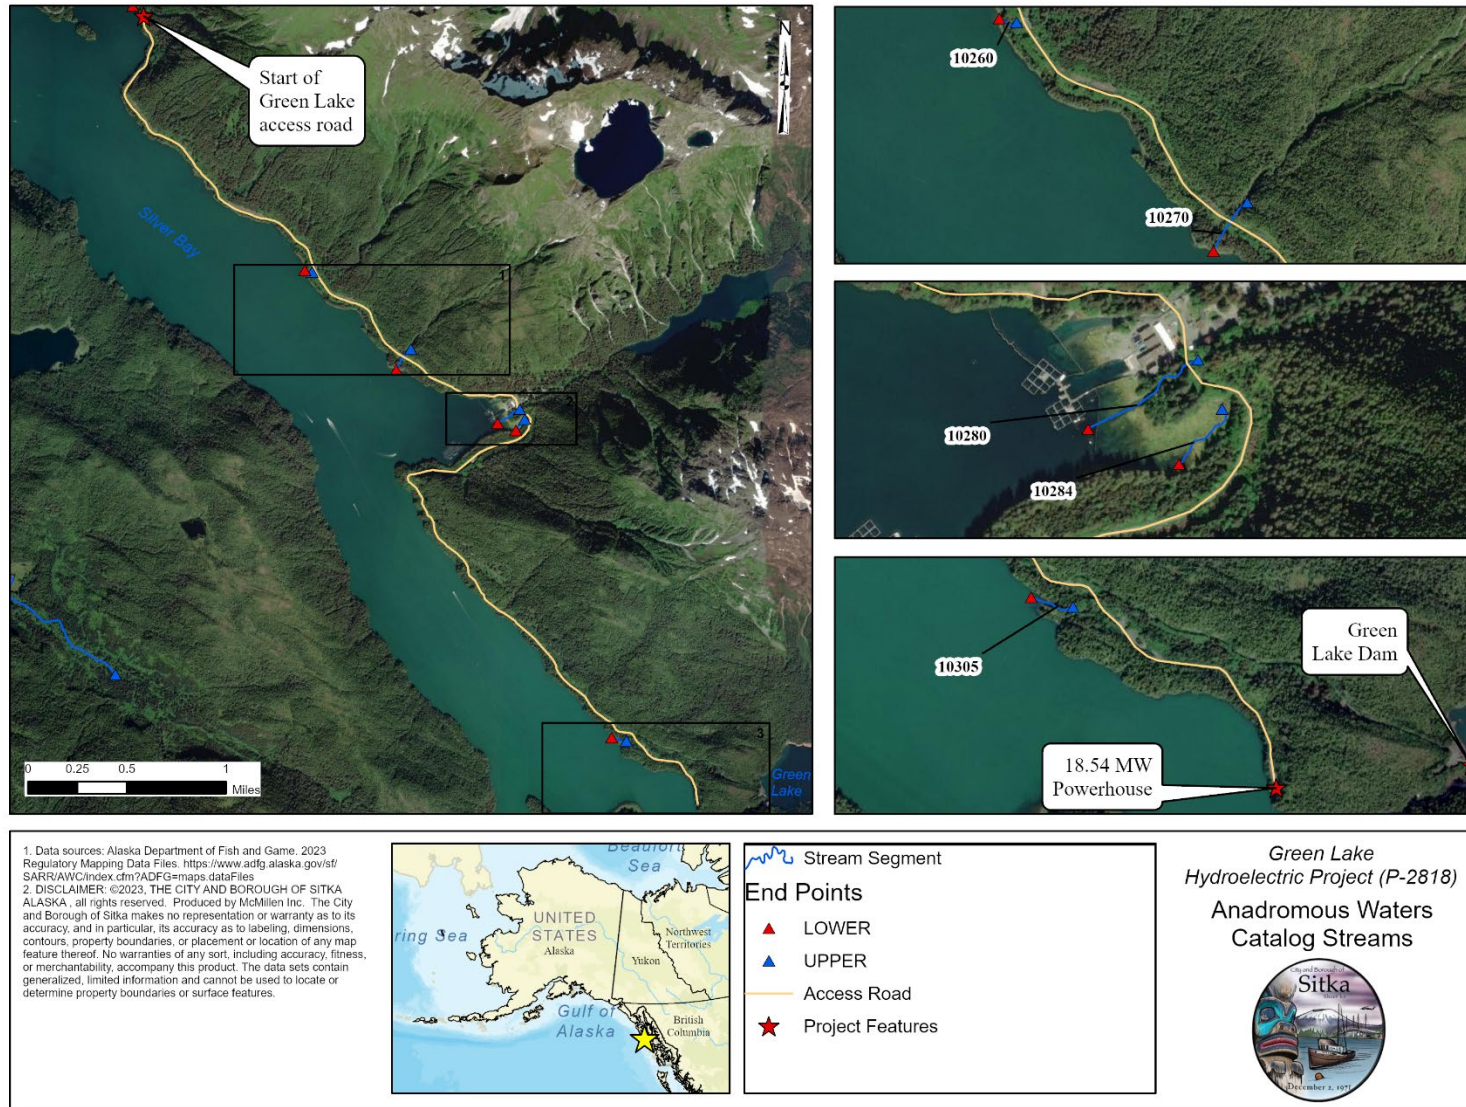 Start of
Green Lake
access road
N
Silver Bay
1
3
Green
Lake
0 0.25 0.5 1
Miles
10260
10270
10280
10284
10305
Green
Lake Dam
18.54 MW
Powerhouse
1. Data sources: Alaska Department of Fish and Game. 2023
Regulatory Mapping Data Files. https://www.adfg.alaska.gov/sf/
SARR/AWC/index.cfm?ADFG=maps.dataFiles
2. DISCLAIMER: ©2023, THE CITY AND BOROUGH OF SITKA
ALASKA , all rights reserved. Produced by McMillen Inc. The City
and Borough of Sitka makes no representation or warranty as to its
accuracy, and in particular, its accuracy as to labeling, dimensions,
contours, property boundaries, or placement or location of any map
feature thereof. No warranties of any sort, including accuracy, fitness,
or merchantability, accompany this product. The data sets contain
generalized, limited information and cannot be used to locate or
determine property boundaries or surface features.
Beaufort
Sea
UNITED
STATES
Alaska
ring Sea
Northwest
Territories
Yukon
Gulf of
Alaska
British
Columbia
Stream Segment
End Points
LOWER
UPPER
Access Road
Project Features
Green Lake
Hydroelectric Project (P-2818)
Anadromous Waters
Catalog Streams
City and Borough of
Sitka
December 2, 1971